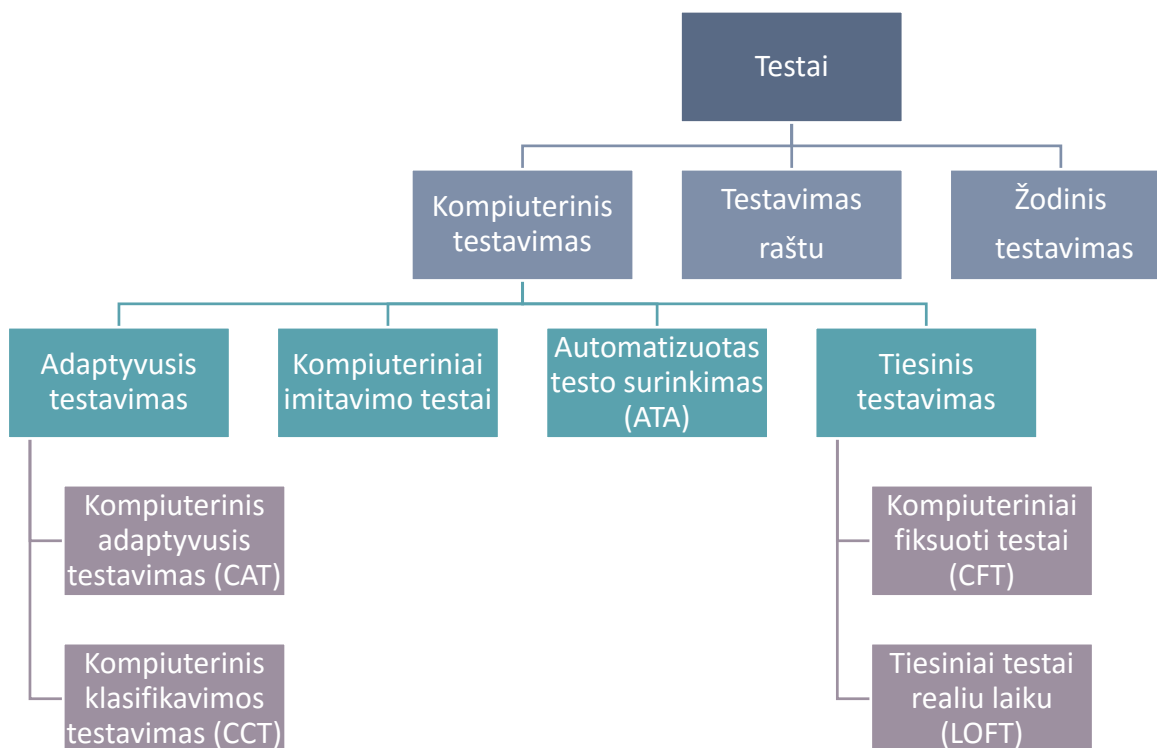 Testai
Kompiuterinis
testavimas
Testavimas
raštu
Žodinis
testavimas
Adaptyvusis
testavimas
Kompiuteriniai
imitavimo testai
Automatizuotas
testo surinkimas
(ATA)
Tiesinis
testavimas
Kompiuterinis
adaptyvusis
testavimas (CAT)
Kompiuteriniai
fiksuoti testai
(CFT)
Kompiuterinis
klasifikavimos
testavimas (CCT)
Tiesiniai testai
realiu laiku
(LOFT)